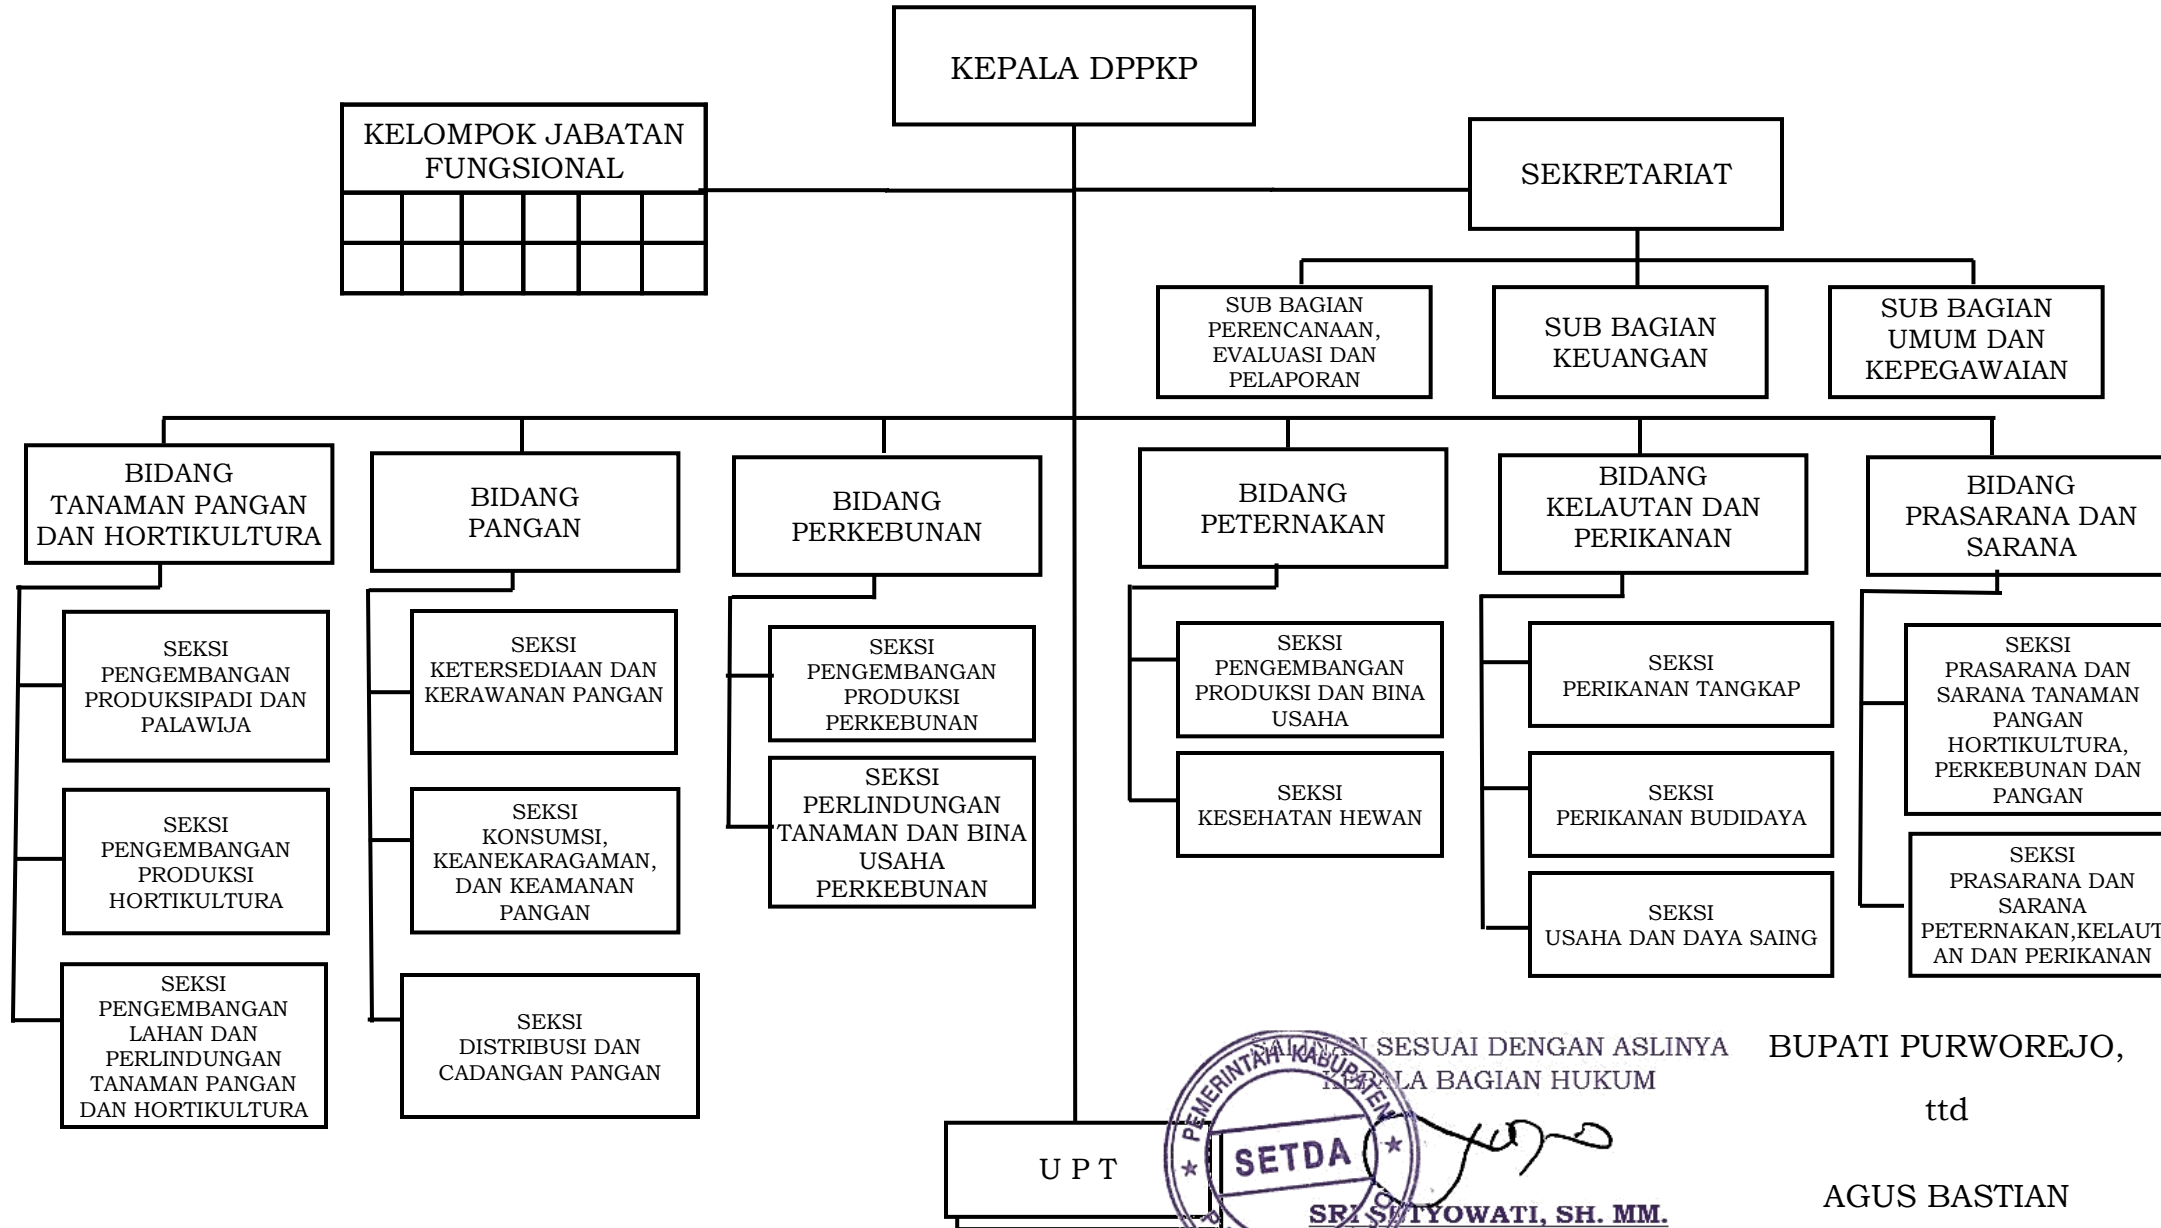 KEPALA DPPKP
KELOMPOK JABATAN
FUNGSIONAL
SEKRETARIAT
SUB BAGIAN
PERENCANAAN,
EVALUASI DAN
PELAPORAN
SUB BAGIAN
KEUANGAN
SUB BAGIAN
UMUM DAN
KEPEGAWAIAN
BIDANG
TANAMAN PANGAN
DAN HORTIKULTURA
BIDANG
PANGAN
BIDANG
PERKEBUNAN
BIDANG
PETERNAKAN
BIDANG
KELAUTAN DAN
PERIKANAN
BIDANG
PRASARANA DAN
SARANA
SEKSI
PENGEMBANGAN
PRODUKSIPADI DAN
PALAWIJA
SEKSI
PENGEMBANGAN
PRODUKSI
HORTIKULTURA
SEKSI
PENGEMBANGAN
LAHAN DAN
PERLINDUNGAN
TANAMAN PANGAN
DAN HORTIKULTURA
SEKSI
KETERSEDIAAN DAN
KERAWANAN PANGAN
SEKSI
KONSUMSI,
KEANEKARAGAMAN,
DAN KEAMANAN
PANGAN
SEKSI
DISTRIBUSI DAN
CADANGAN PANGAN
SEKSI
PENGEMBANGAN
PRODUKSI
PERKEBUNAN
SEKSI
PERLINDUNGAN
TANAMAN DAN BINA
USAHA
PERKEBUNAN
SEKSI
PENGEMBANGAN
PRODUKSI DAN BINA
USAHA
SEKSI
KESEHATAN HEWAN
SEKSI
PERIKANAN TANGKAP
SEKSI
PERIKANAN BUDIDAYA
SEKSI
USAHA DAN DAYA SAING
SEKSI
PRASARANA DAN
SARANA TANAMAN
PANGAN
HORTIKULTURA,
PERKEBUNAN DAN
PANGAN
SEKSI
PRASARANA DAN
SARANA
PETERNAKAN,KELAUT
AN DAN PERIKANAN
U P T
SALINAN SESUAI DENGAN ASLINYA
KEPALA BAGIAN HUKUM
PEMERINTAH KABUPATEN
SETDA
SRI SETYOWATI, SH. MM.
BUPATI PURWOREJO,
ttd
AGUS BASTIAN